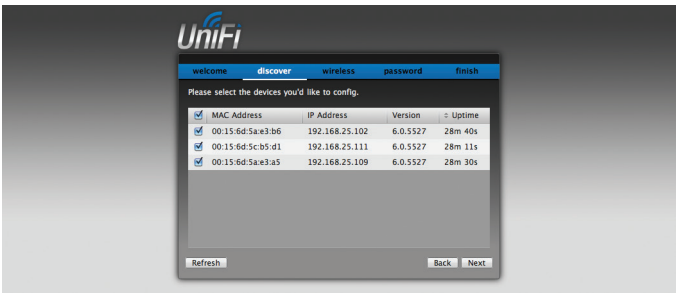 UniFi
welcome discover wireless password finish
Please select the devices you'd like to config.
MAC Address IP Address Version Uptime
00:15:6d:5a:e3:b6 192.168.25.102 6.0.5527 28m 40s
00:15:6d:5c:b5:d1 192.168.25.111 6.0.5527 28m 11s
00:15:6d:5a:e3:a5 192.168.25.109 6.0.5527 28m 30s
Refresh Back Next